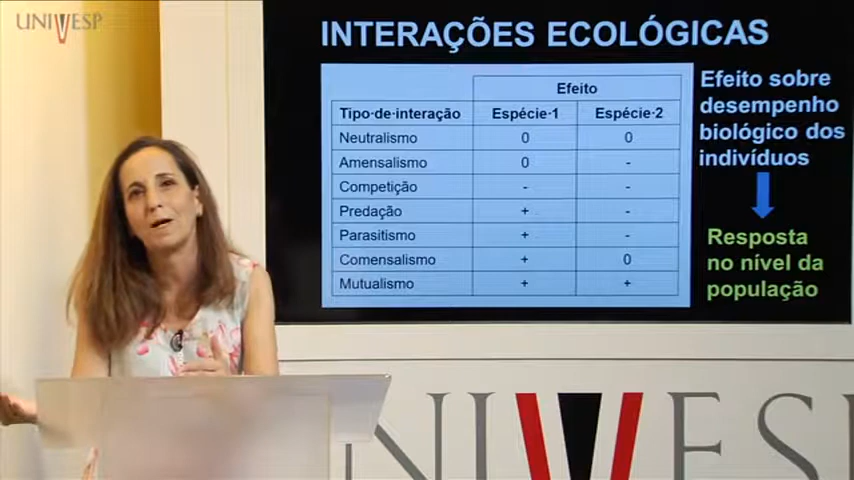 UNIVESP
INTERAÇÕES ECOLÓGICAS
Efeito
Tipo·de·interação Espécie·1 Espécie·2
Neutralismo 0 0
Amensalismo 0 -
Competição - -
Predação + -
Parasitismo + -
Comensalismo + 0
Mutualismo + +
Efeito sobre
desempenho
biológico dos
indivíduos
Resposta
no nível da
população
UNIVESP